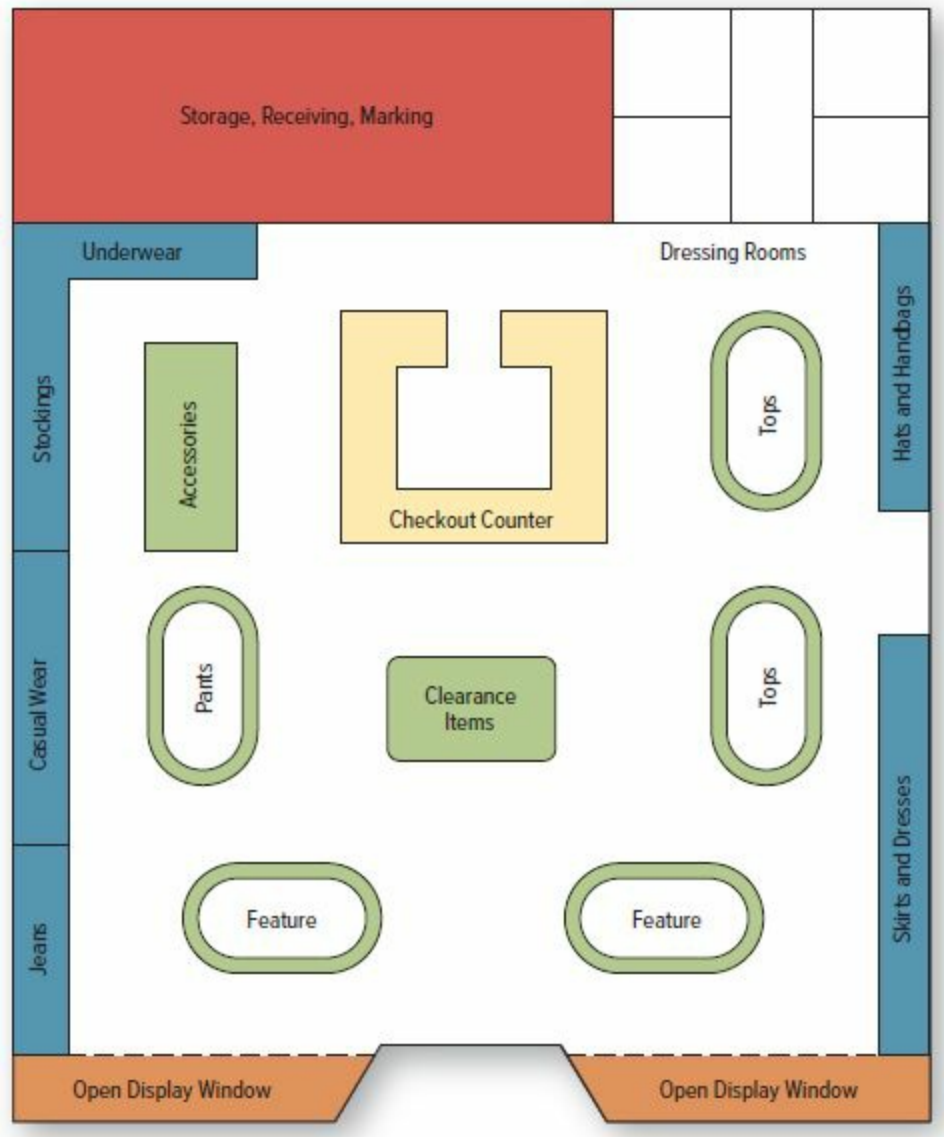 Storage, Receiving, Marking
Underwear
Dressing Rooms
Stockings
Accessories
Checkout Counter
Tops
Hats and Handbags
Casual Wear
Pants
Clearance
Items
Tops
Skirts and Dresses
Jeans
Feature
Feature
Open Display Window
Open Display Window